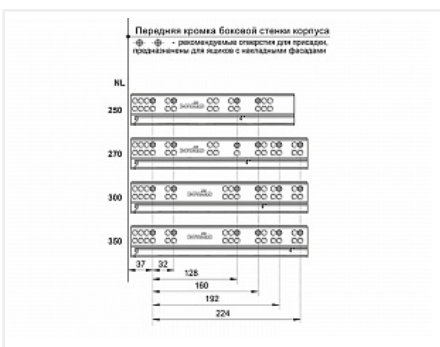 Передняя кромка боковой стенки корпуса
- рекомендуемые отверстия для присадки,
предназначены для ящиков с накладными фасадами
NL
250
270
300
350
37
32
128
160
192
224